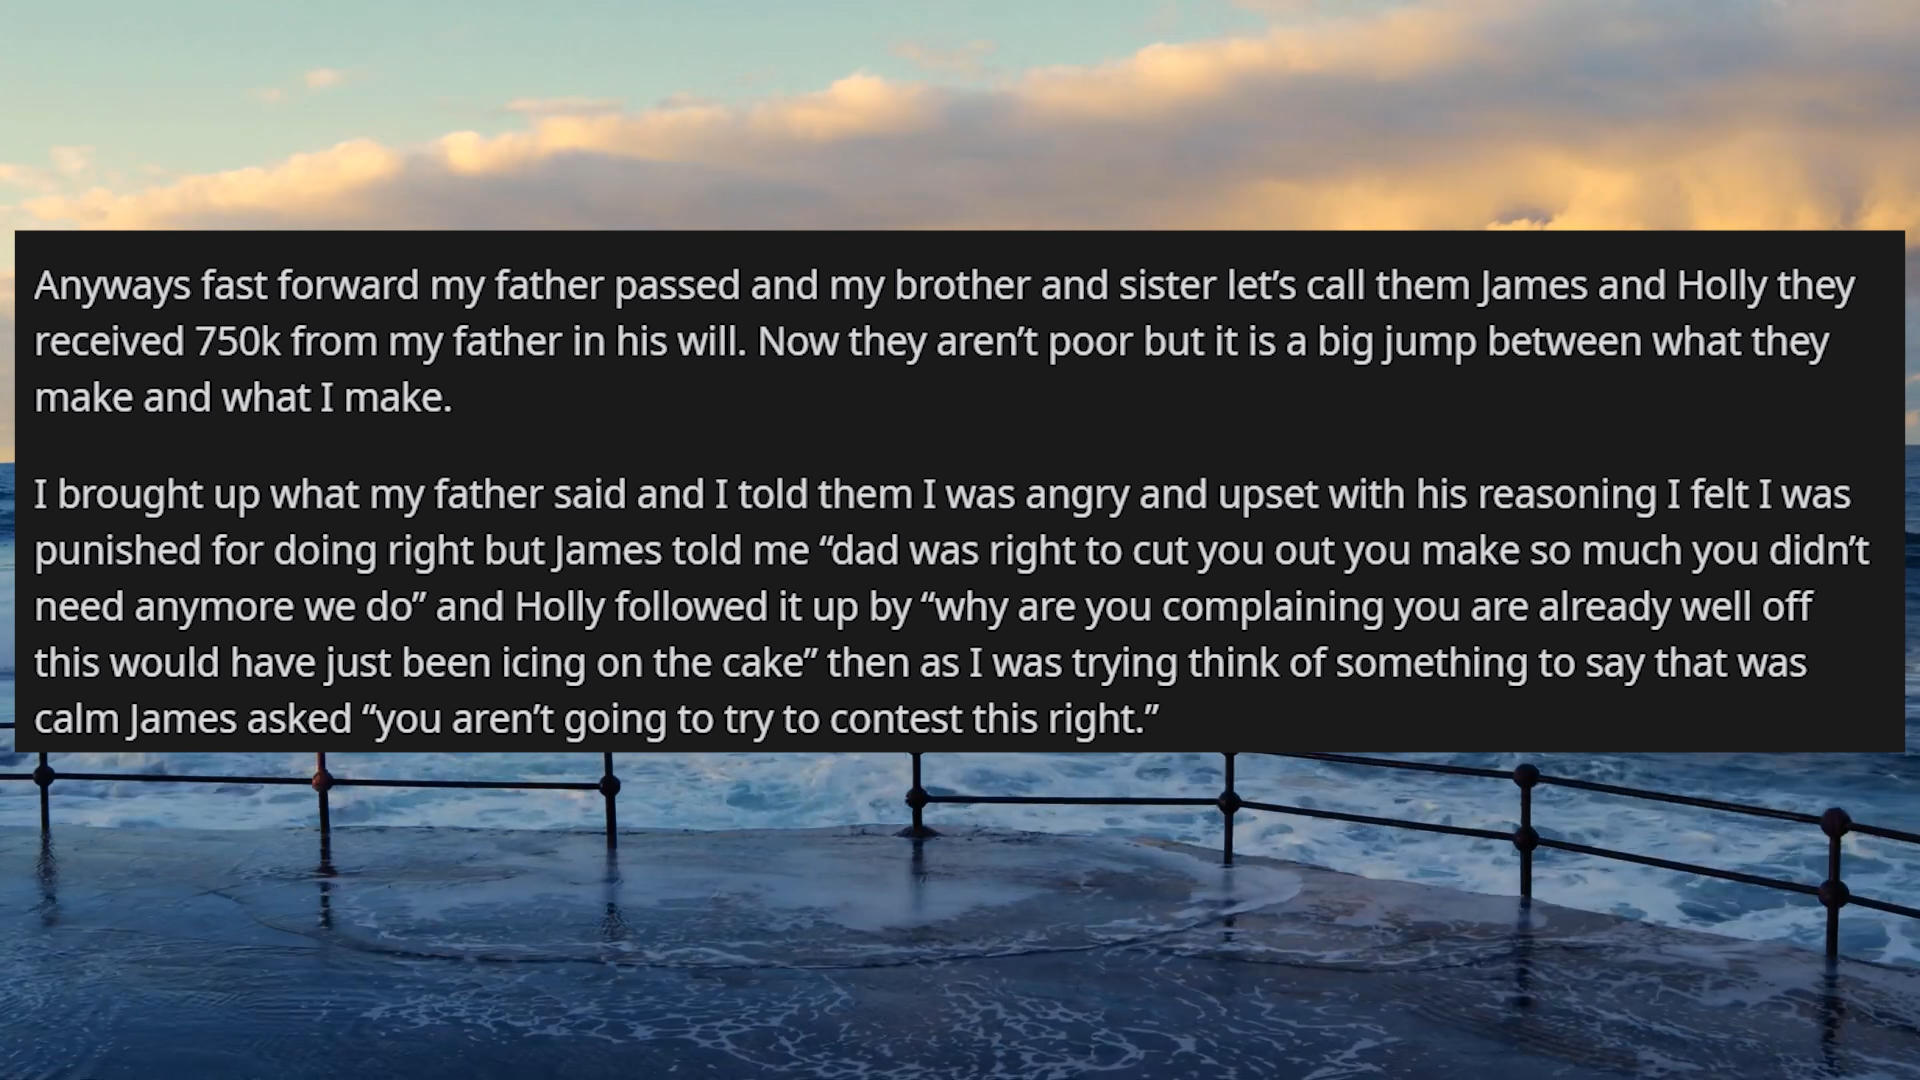 Anyways fast forward my father passed and my brother and sister let’s call them James and Holly they
received 750k from my father in his will. Now they aren’t poor but it is a big jump between what they
make and what I make.
I brought up what my father said and I told them I was angry and upset with his reasoning I felt I was
punished for doing right but James told me “dad was right to cut you out you make so much you didn’t
need anymore we do” and Holly followed it up by “why are you complaining you are already well off
this would have just been icing on the cake” then as I was trying think of something to say that was
calm James asked “you aren’t going to try to contest this right.”